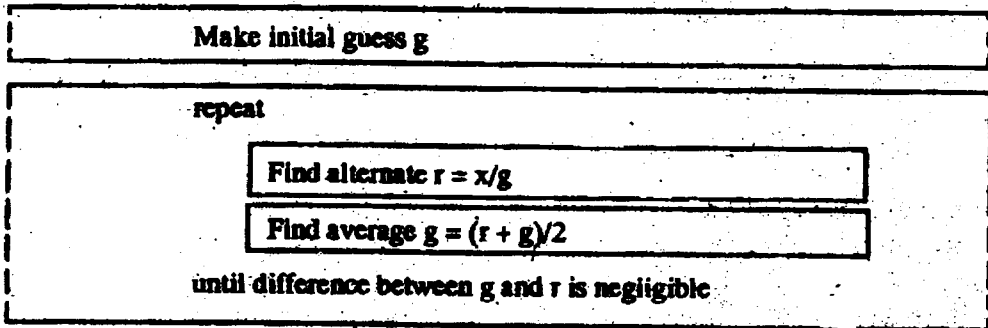 Make initial guess g
repeat
Find alternate r = x/g
Find average g = (r + g)/2
until difference between g and r is negligible